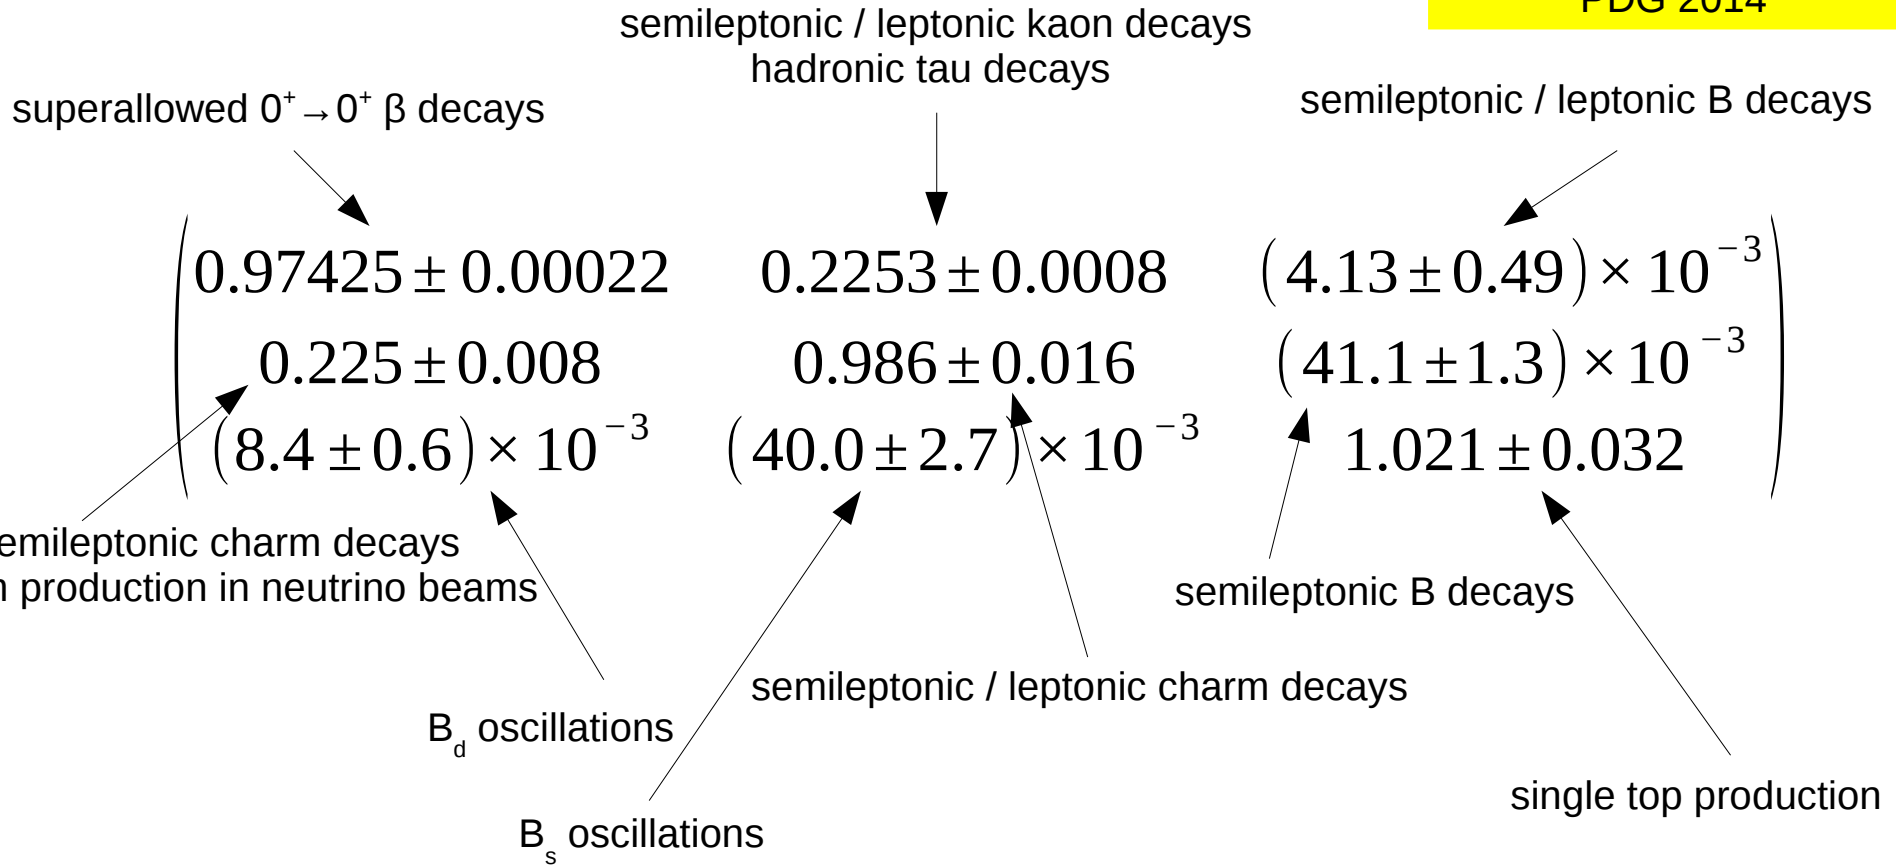 PDG 2014
semileptonic / leptonic kaon decays
hadronic tau decays
superallowed 0⁺→0⁺ β decays
semileptonic / leptonic B decays
0.97425 ± 0.00022 0.2253 ± 0.0008 (4.13 ± 0.49) × 10⁻³
0.225 ± 0.008 0.986 ± 0.016 (41.1 ± 1.3) × 10⁻³
(8.4 ± 0.6) × 10⁻³ (40.0 ± 2.7) × 10⁻³ 1.021 ± 0.032
emileptonic charm decays
production in neutrino beams
semileptonic B decays
semileptonic / leptonic charm decays
B_d oscillations
single top production
B_s oscillations